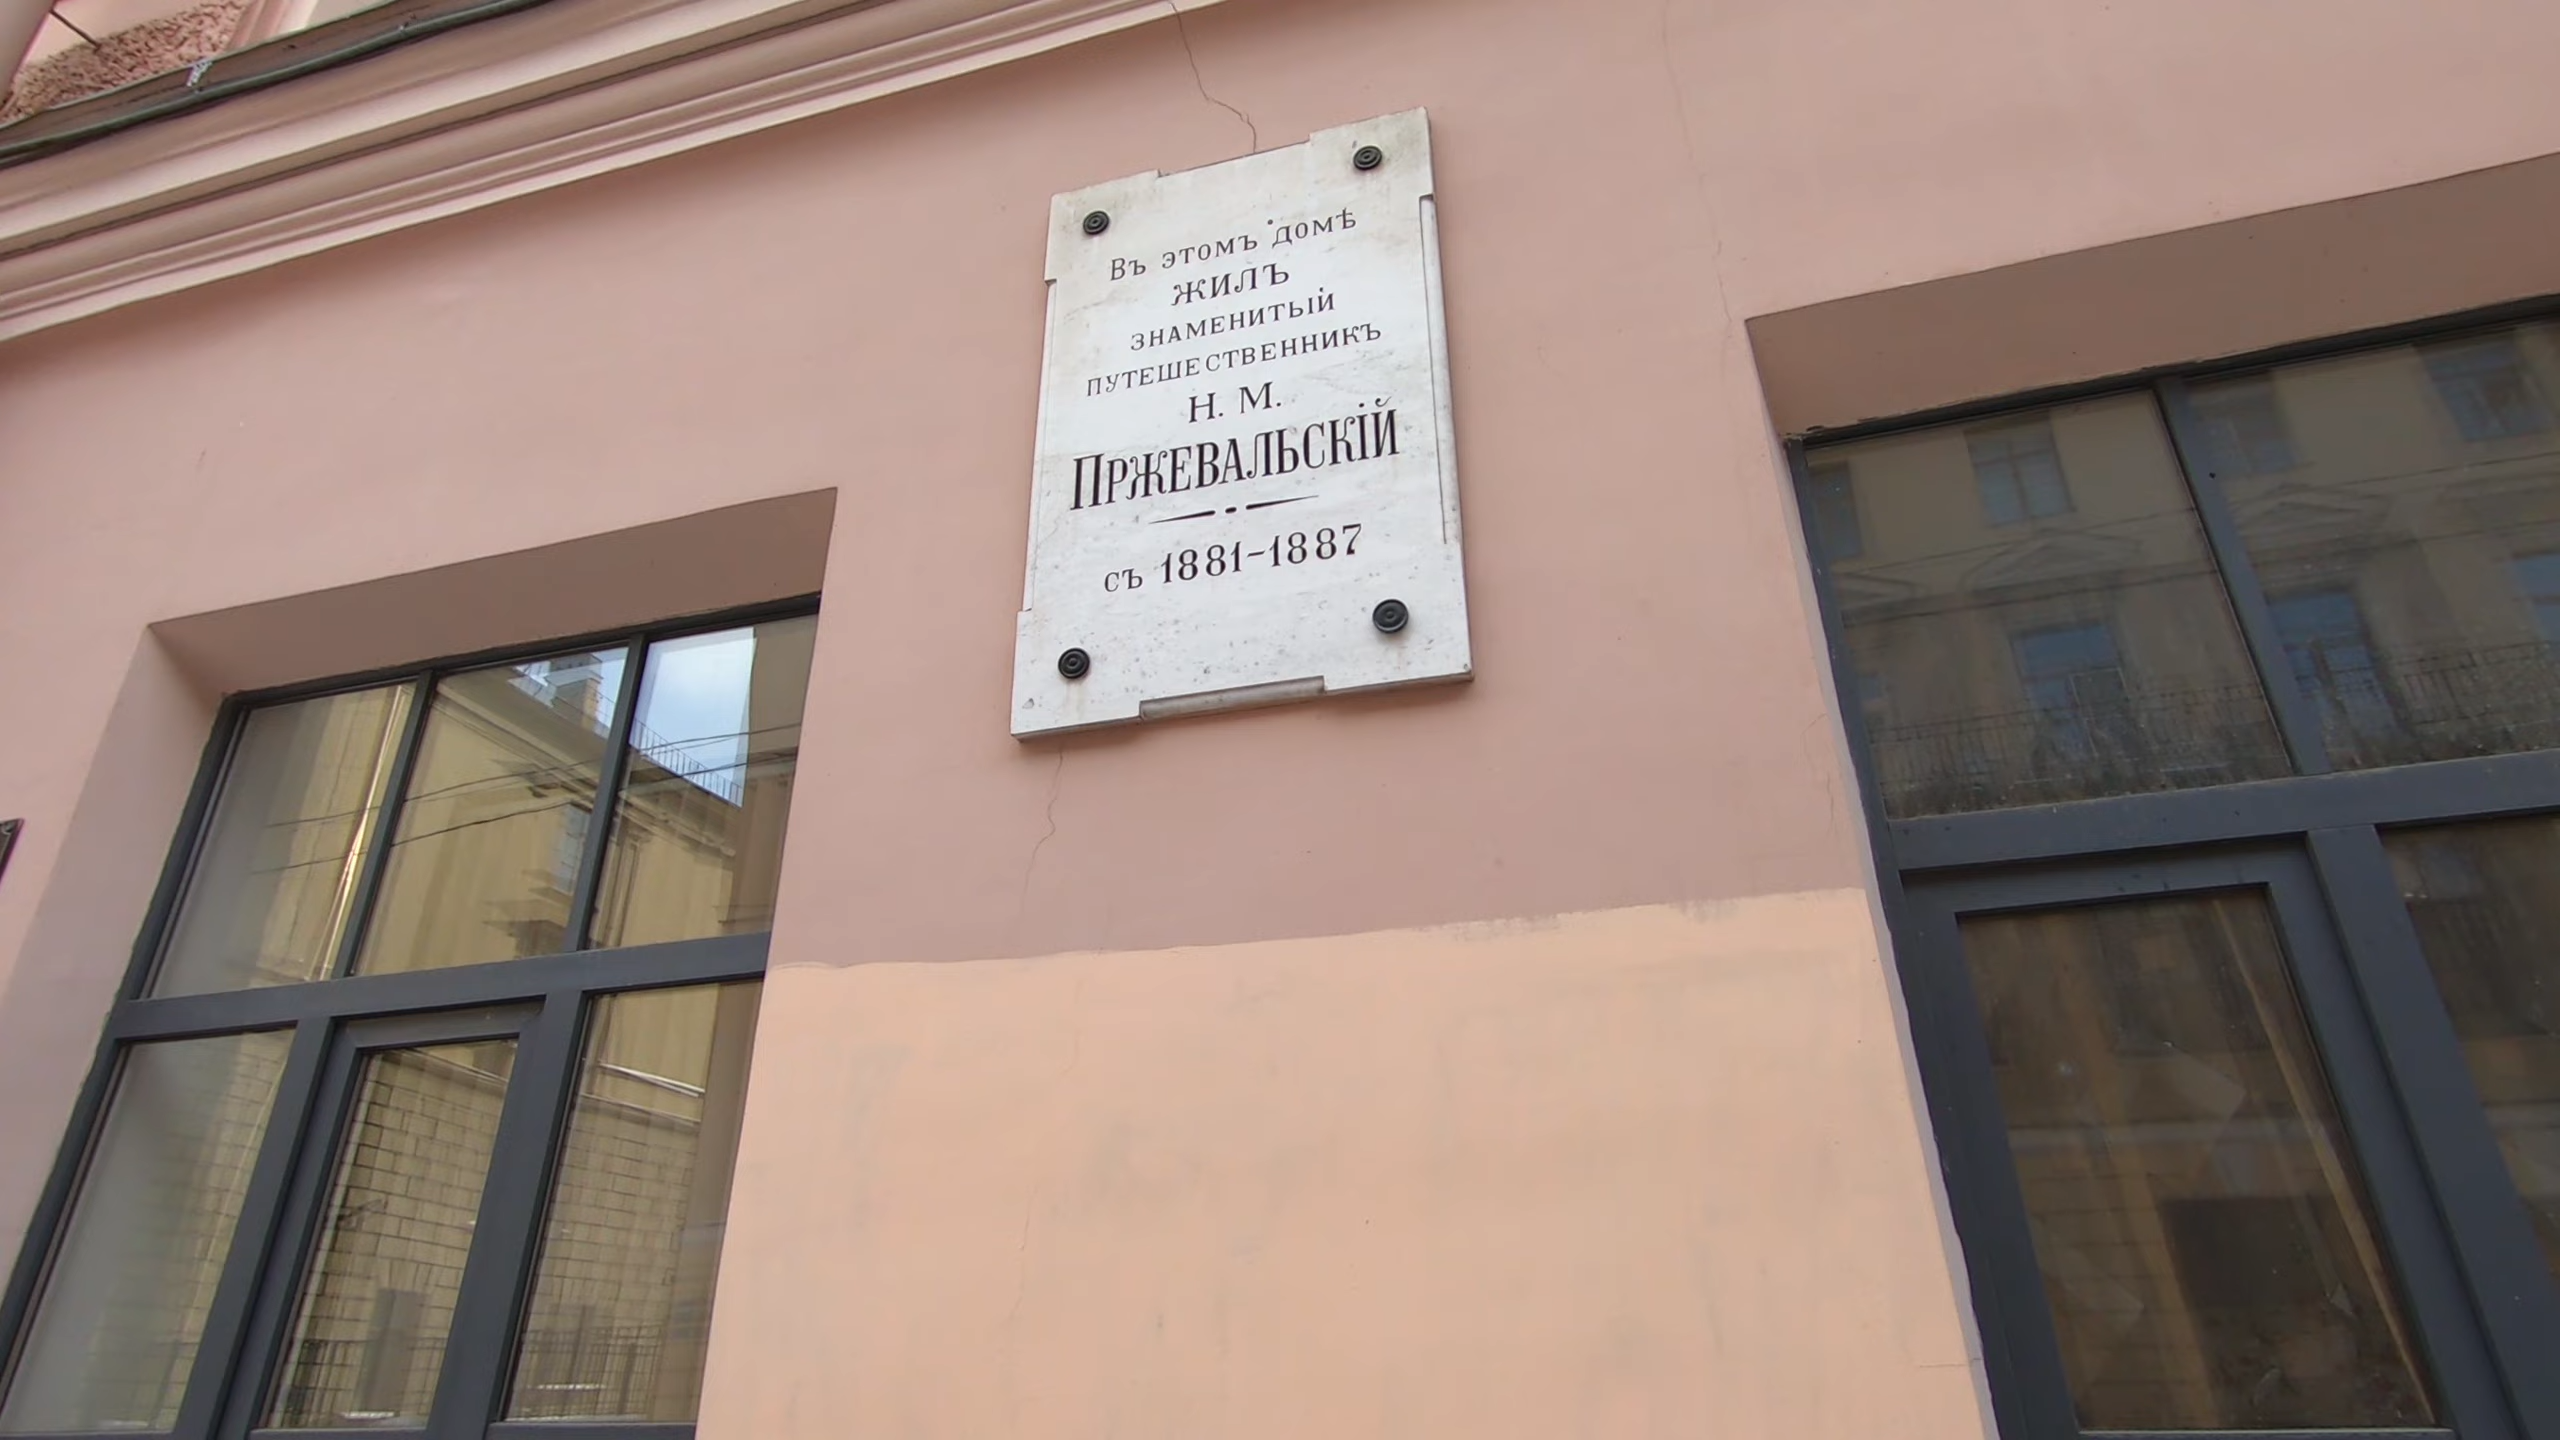 Въ этомъ домѣ
жилъ
знаменитый
путешественникъ
Н. М.
Пржевальскій
съ 1881-1887